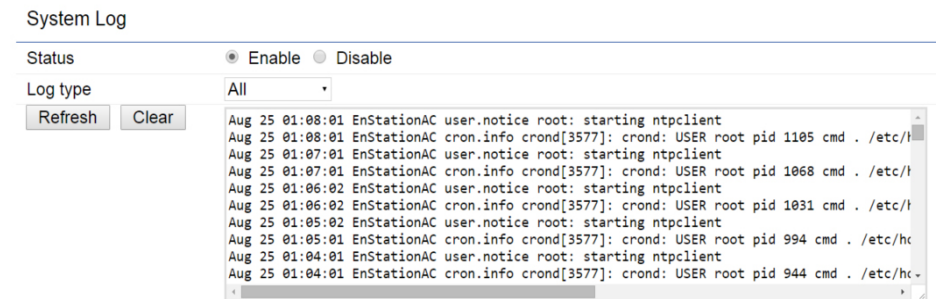 System Log
Status Enable Disable
Log type All
Refresh Clear
Aug 25 01:08:01 EnStationAC user.notice root: starting ntpclient
Aug 25 01:08:01 EnStationAC cron.info crond[3577]: crond: USER root pid 1105 cmd . /etc/h
Aug 25 01:07:01 EnStationAC user.notice root: starting ntpclient
Aug 25 01:07:01 EnStationAC cron.info crond[3577]: crond: USER root pid 1068 cmd . /etc/h
Aug 25 01:06:02 EnStationAC user.notice root: starting ntpclient
Aug 25 01:06:02 EnStationAC cron.info crond[3577]: crond: USER root pid 1031 cmd . /etc/h
Aug 25 01:05:02 EnStationAC user.notice root: starting ntpclient
Aug 25 01:05:01 EnStationAC cron.info crond[3577]: crond: USER root pid 994 cmd . /etc/ho
Aug 25 01:04:01 EnStationAC user.notice root: starting ntpclient
Aug 25 01:04:01 EnStationAC cron.info crond[3577]: crond: USER root pid 944 cmd . /etc/ho